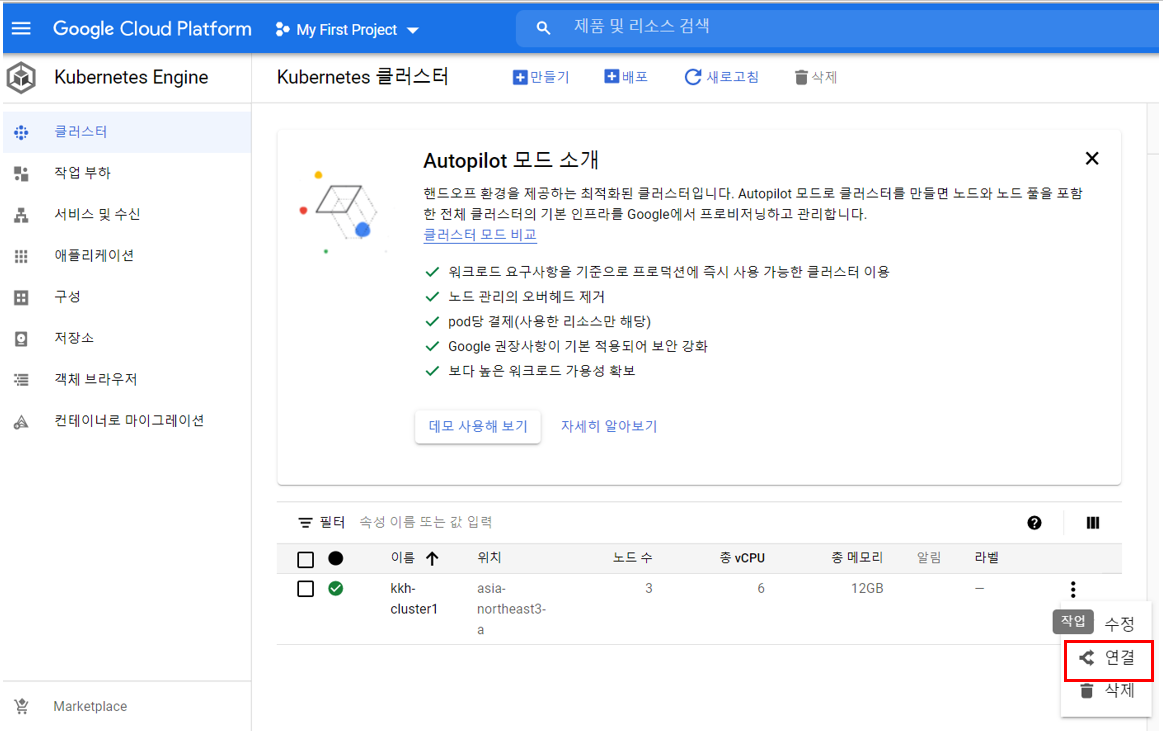 Google Cloud Platform
My First Project
제품 및 리소스 검색
Kubernetes Engine
Kubernetes 클러스터
만들기
배포
새로고침
삭제
클러스터
작업 부하
서비스 및 수신
애플리케이션
구성
저장소
객체 브라우저
컨테이너로 마이그레이션
Marketplace
Autopilot 모드 소개
핸드오프 환경을 제공하는 최적화된 클러스터입니다. Autopilot 모드로 클러스터를 만들면 노드와 노드 풀을 포함
한 전체 클러스터의 기본 인프라를 Google에서 프로비저닝하고 관리합니다.
클러스터 모드 비교
워크로드 요구사항을 기준으로 프로덕션에 즉시 사용 가능한 클러스터 이용
노드 관리의 오버헤드 제거
pod당 결제(사용한 리소스만 해당)
Google 권장사항이 기본 적용되어 보안 강화
보다 높은 워크로드 가용성 확보
데모 사용해 보기
자세히 알아보기
필터 속성 이름 또는 값 입력
이름 위치 노드 수 총 vCPU 총 메모리 알림 라벨
kkh-
cluster1
asia-
northeast3-
a
3 6 12GB –
작업
수정
연결
삭제